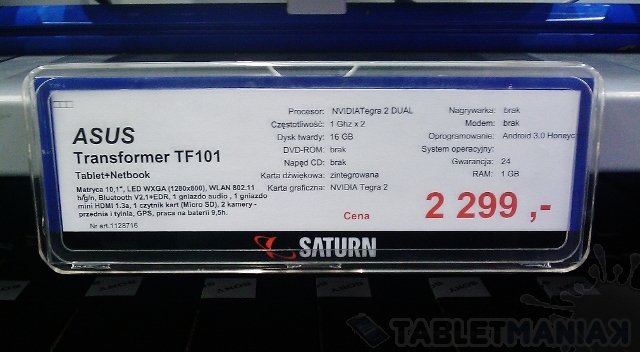 ASUS
Transformer TF101
Tablet+Netbook
Matryca 10,1", LED WXGA (1280x800), WLAN 802.11
b/g/n, Bluetooth V2.1+EDR, 1 gniazdo audio , 1 gniazdo
mini HDMI 1.3a, 1 czytnik kart (Micro SD), 2 kamery -
przednia i tylnia, GPS, praca na baterii 9,5h.
Nr art.:1128716
Procesor: NVIDIATegra 2 DUAL
Częstotliwość: 1 Ghz x 2
Dysk twardy: 16 GB
DVD-ROM: brak
Napęd CD: brak
Karta dźwiękowa: zintegrowana
Karta graficzna: NVIDIA Tegra 2
Nagrywarka: brak
Modem: brak
Oprogramowanie: Android 3.0 Honeyc
System operacyjny:
Gwarancja: 24
RAM: 1 GB
Cena 2 299 ,-
SATURN
SONY
TABLETMANIAK